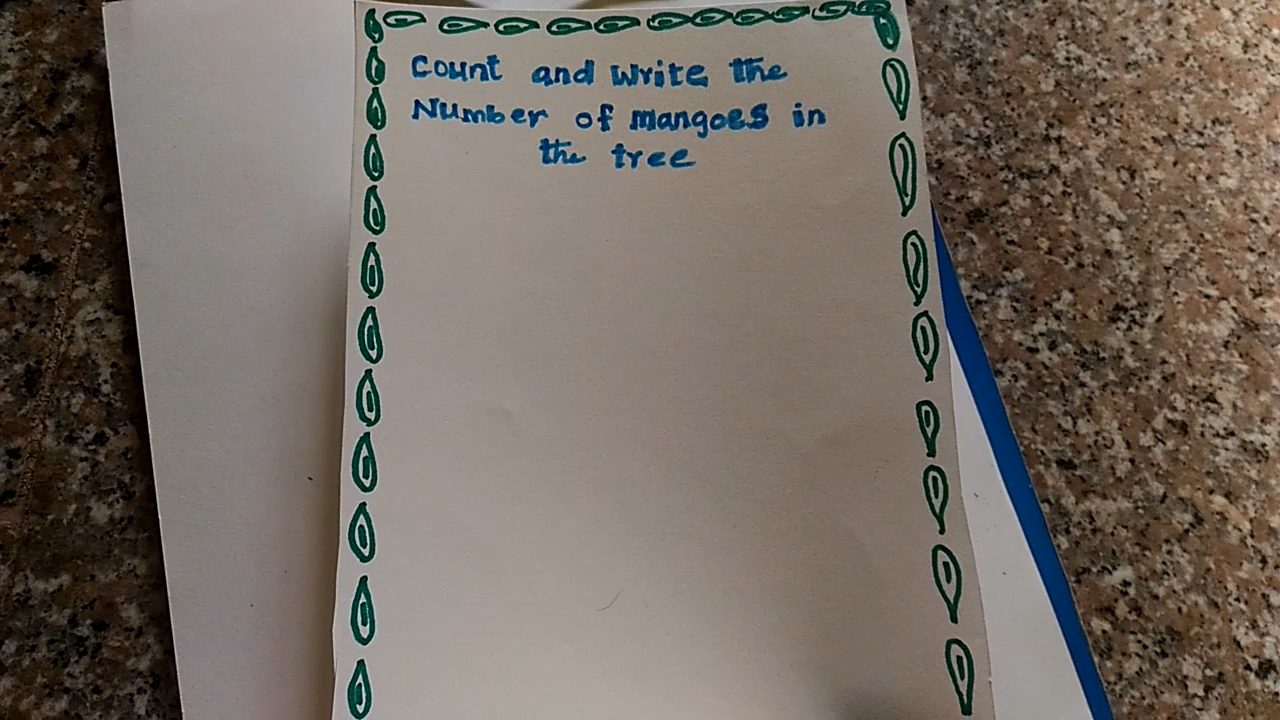 Count and Write the
Number of mangoes in
the tree